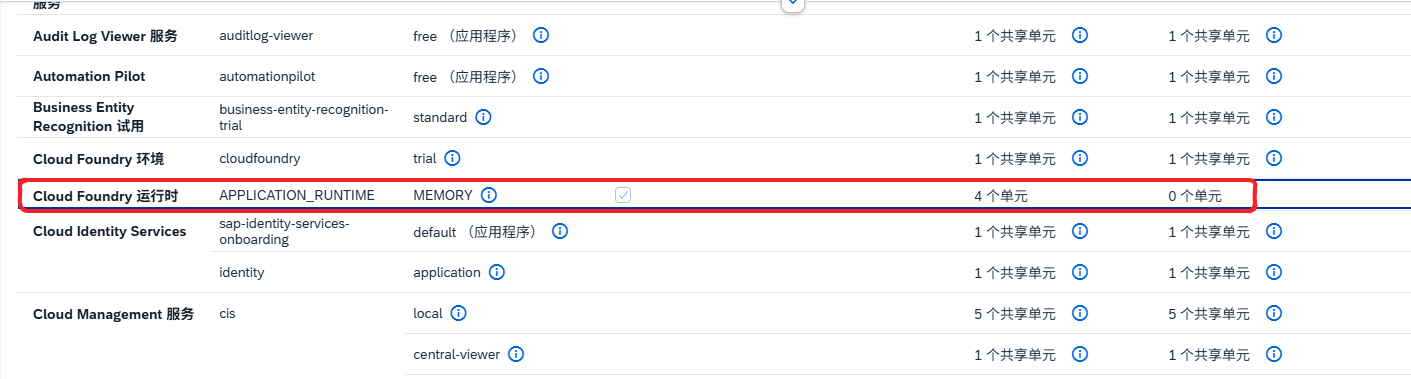 服务
Audit Log Viewer 服务 auditlog-viewer free （应用程序） 1 个共享单元 1 个共享单元
Automation Pilot automationpilot free （应用程序） 1 个共享单元 1 个共享单元
Business Entity Recognition 试用 business-entity-recognition-trial standard 1 个共享单元 1 个共享单元
Cloud Foundry 环境 cloudfoundry trial 1 个共享单元 1 个共享单元
Cloud Foundry 运行时 APPLICATION_RUNTIME MEMORY 4 个单元 0 个单元
Cloud Identity Services sap-identity-services-onboarding default （应用程序） 1 个共享单元 1 个共享单元
identity application 1 个共享单元 1 个共享单元
Cloud Management 服务 cis local 5 个共享单元 5 个共享单元
central-viewer 1 个共享单元 1 个共享单元